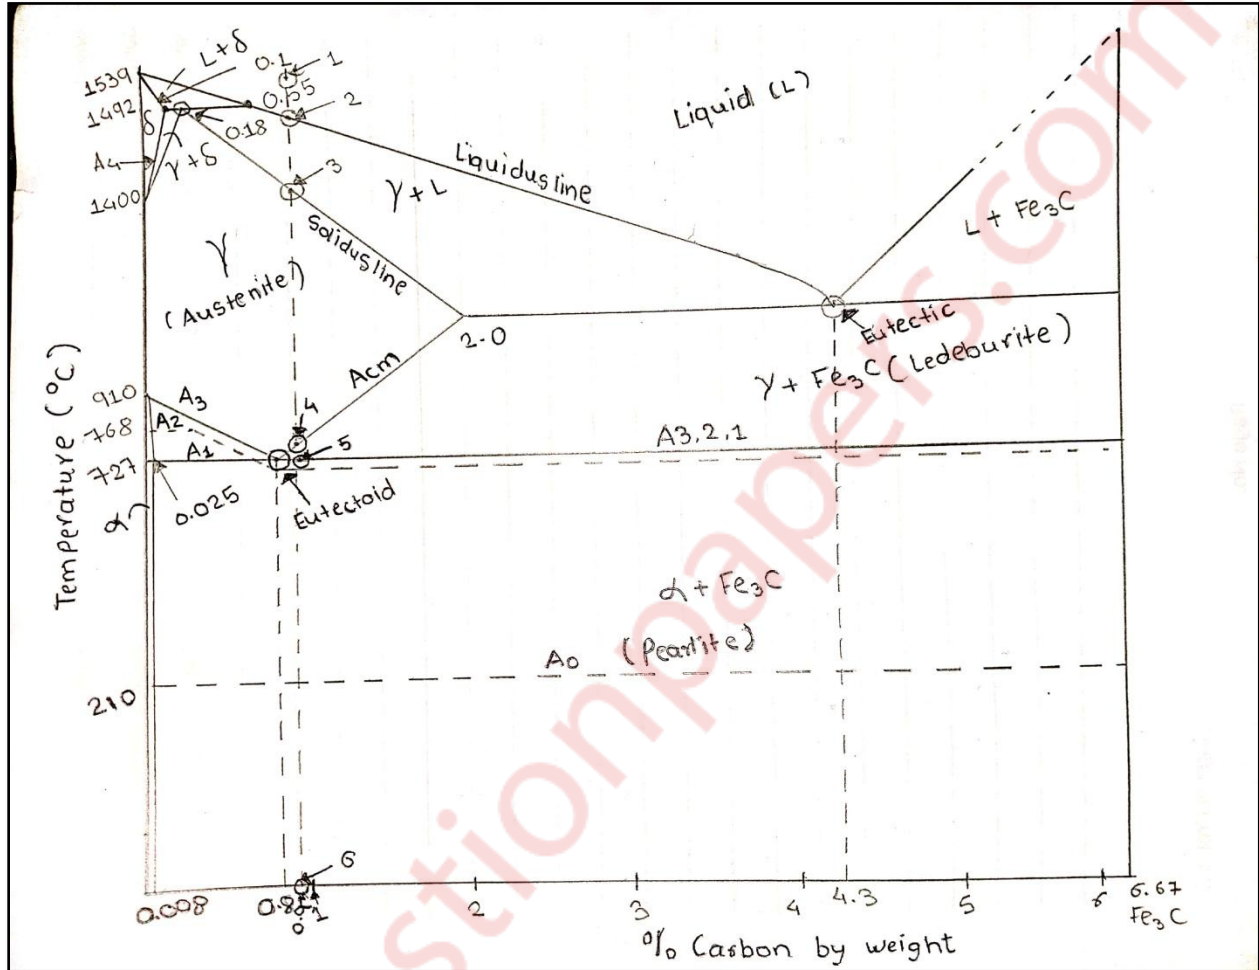 L+δ
0.1
1
1539
0.55
2
1492
δ
0.18
Liquid (L)
A4
γ+δ
3
Liquidus line
γ+L
1400
L + Fe3C
γ
Solidus line
(Austenite)
2.0
Eutectic
Acm
γ + Fe3C (Ledeburite)
910
A3
4
768
A2
A3,2,1
5
A1
727
0.025
Eutectoid
α
Temperature (°C)
α + Fe3C
(Pearlite)
A0
210
6
0.008
0.8
1
2
3
4
4.3
5
6.67
Fe3C
% Carbon by weight
stionpapers.com